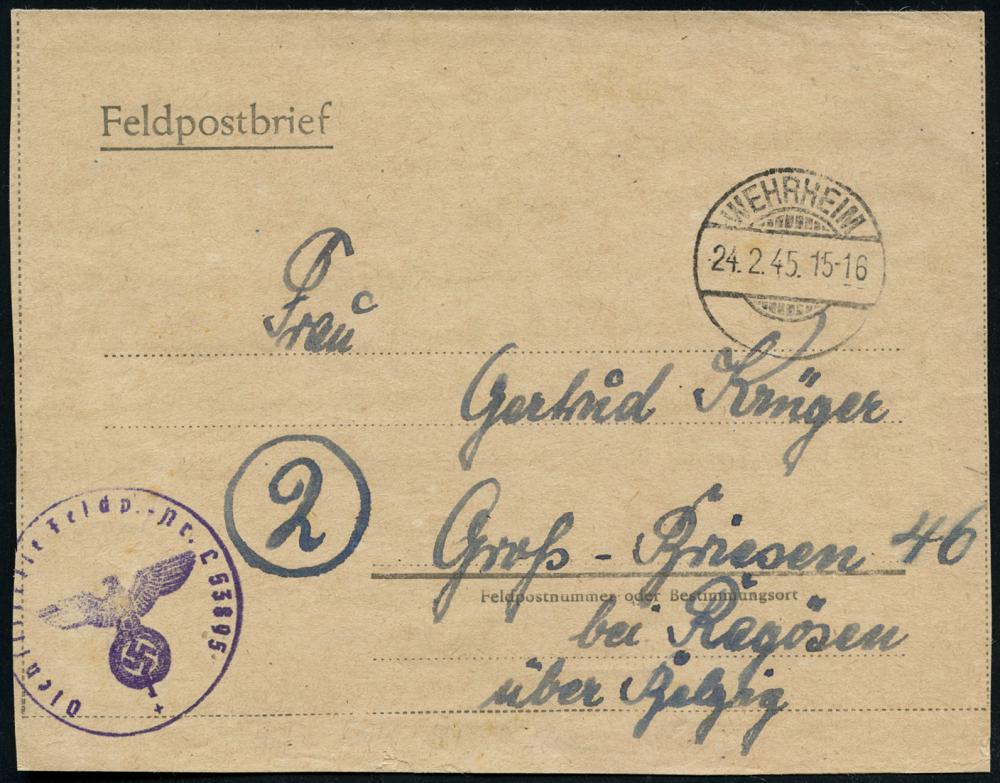 Feldpostbrief
WEHRHEIM
24.2.45. 15-16
Frau
Gertrud Krüger
2
Groß-Briesen 46
Feldpostnummer oder Bestimmungsort
bei Ragösen
über Belzig
Dienststelle Feldp.-Nr. L 53895